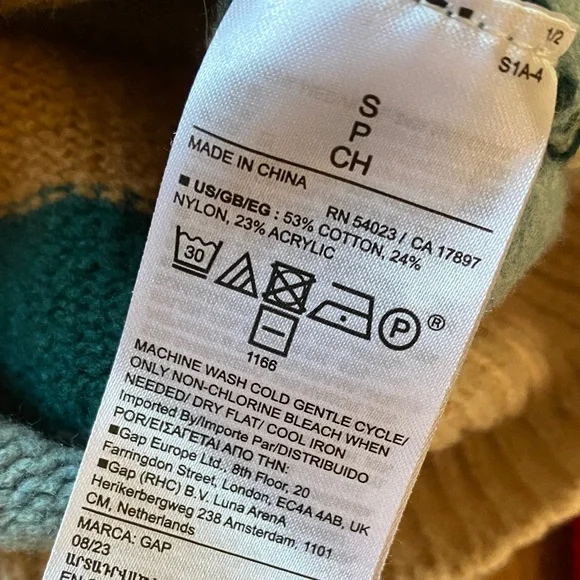 1/2
S1A-4
S
P
CH
MADE IN CHINA
RN 54023 / CA 17897
■ US/GB/EG : 53% COTTON, 24%
NYLON, 23% ACRYLIC
30
P ®
1166
MACHINE WASH COLD GENTLE CYCLE/
ONLY NON-CHLORINE BLEACH WHEN
NEEDED/ DRY FLAT/ COOL IRON
Imported By/Importe Par/DISTRIBUIDO
POR/ΕΙΣΑΓΕΤΑΙ ΑΠΟ ΤΗΝ:
■Gap Europe Ltd., 8th Floor, 20
Farringdon Street, London, EC4A 4AB, UK
■Gap (RHC) B.V. Luna ArenA
Herikerbergweg 238 Amsterdam, 1101
CM, Netherlands
MARCA: GAP
08/23